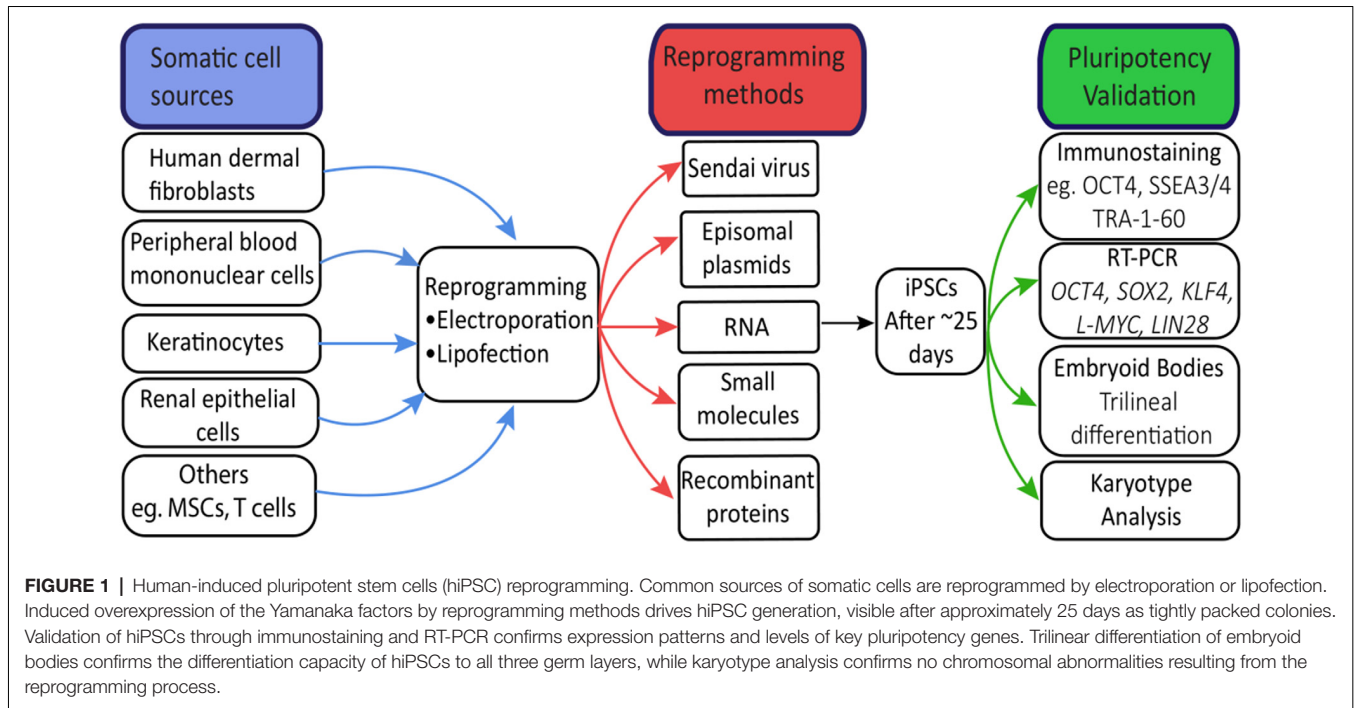 Somatic cell
sources
Human dermal
fibroblasts
Peripheral blood
mononuclear cells
Keratinocytes
Renal epithelial
cells
Others
eg. MSCs, T cells
Reprogramming
•Electroporation
•Lipofection
Reprogramming
methods
Sendai virus
Episomal
plasmids
RNA
Small
molecules
Recombinant
proteins
iPSCs
After ~25
days
Pluripotency
Validation
Immunostaining
eg. OCT4, SSEA3/4
TRA-1-60
RT-PCR
OCT4, SOX2, KLF4,
L-MYC, LIN28
Embryoid Bodies
Trilineal
differentiation
Karyotype
Analysis
FIGURE 1 | Human-induced pluripotent stem cells (hiPSC) reprogramming. Common sources of somatic cells are reprogrammed by electroporation or lipofection.
Induced overexpression of the Yamanaka factors by reprogramming methods drives hiPSC generation, visible after approximately 25 days as tightly packed colonies.
Validation of hiPSCs through immunostaining and RT-PCR confirms expression patterns and levels of key pluripotency genes. Trilinear differentiation of embryoid
bodies confirms the differentiation capacity of hiPSCs to all three germ layers, while karyotype analysis confirms no chromosomal abnormalities resulting from the
reprogramming process.